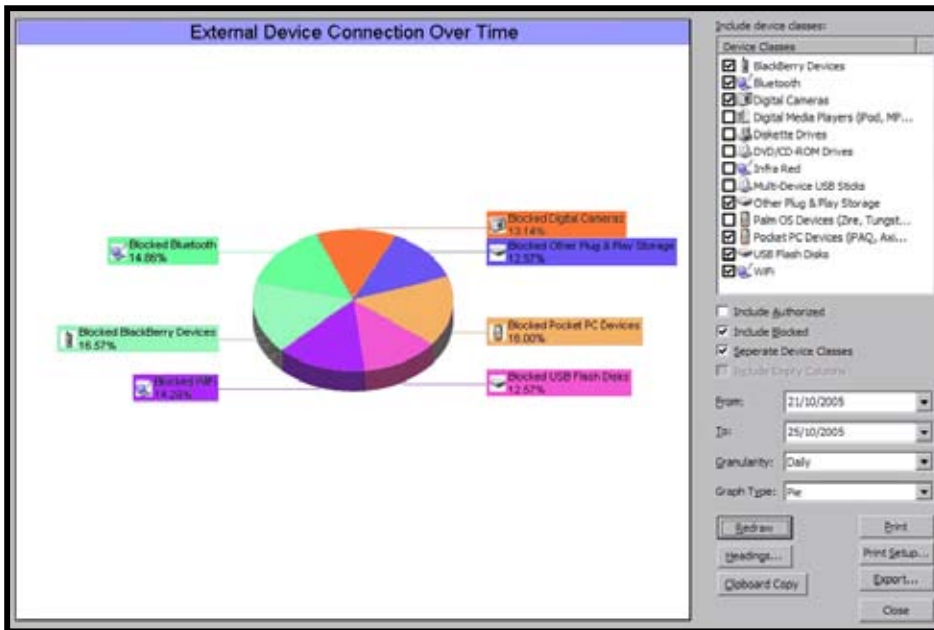 External Device Connection Over Time
Blocked Digital Cameras
13.14%
Blocked Other Plug & Play Storage
12.57%
Blocked Bluetooth
14.86%
Blocked Pocket PC Devices
16.00%
Blocked BlackBerry Devices
16.57%
Blocked USB Flash Disks
12.57%
Blocked WiFi
14.29%
Include device classes:
Device Classes
BlackBerry Devices
Bluetooth
Digital Cameras
Digital Media Players (iPod, MP...
Diskette Drives
DVD/CD-ROM Drives
Infra Red
Multi-Device USB Sticks
Other Plug & Play Storage
Palm OS Devices (Zire, Tungst...
Pocket PC Devices (iPAQ, Axi...
USB Flash Disks
WiFi
Include Authorized
Include Blocked
Seperate Device Classes
Include Empty Columns
From: 21/10/2005
To: 25/10/2005
Granularity: Daily
Graph Type: Pie
Redraw Print
Headings... Print Setup...
Clipboard Copy Export...
Close